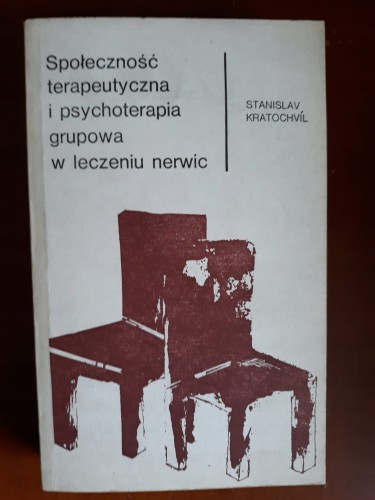 Społeczność
terapeutyczna
i psychoterapia
grupowa
w leczeniu nerwic
STANISLAV
KRATOCHVÍL